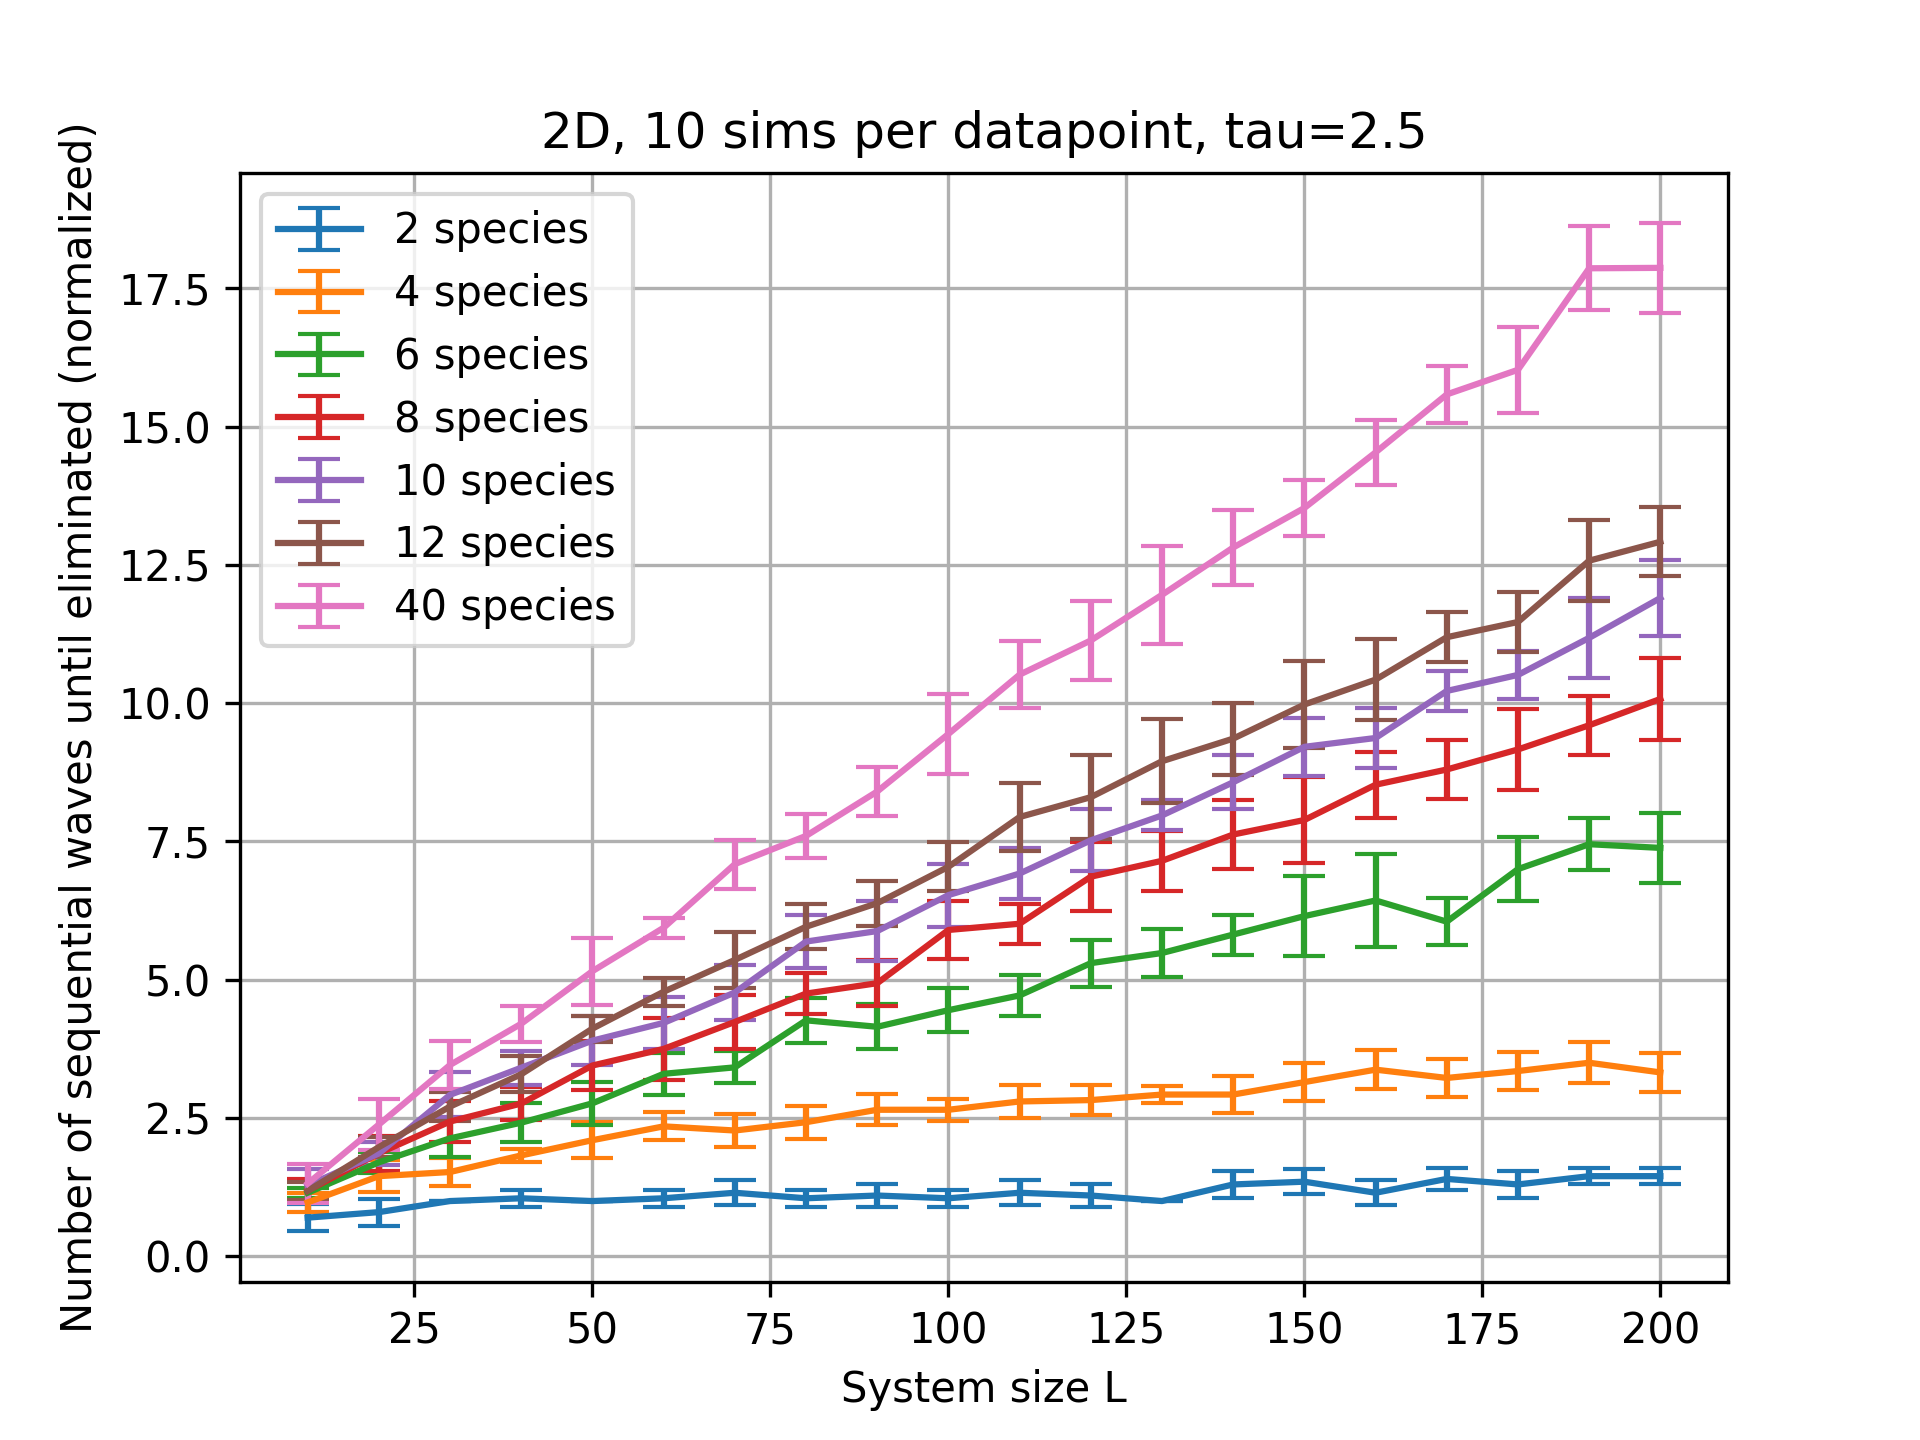 2D, 10 sims per datapoint, tau=2.5
Number of sequential waves until eliminated (normalized)
17.5
15.0
12.5
10.0
7.5
5.0
2.5
0.0
2 species
4 species
6 species
8 species
10 species
12 species
40 species
25 50 75 100 125 150 175 200
System size L